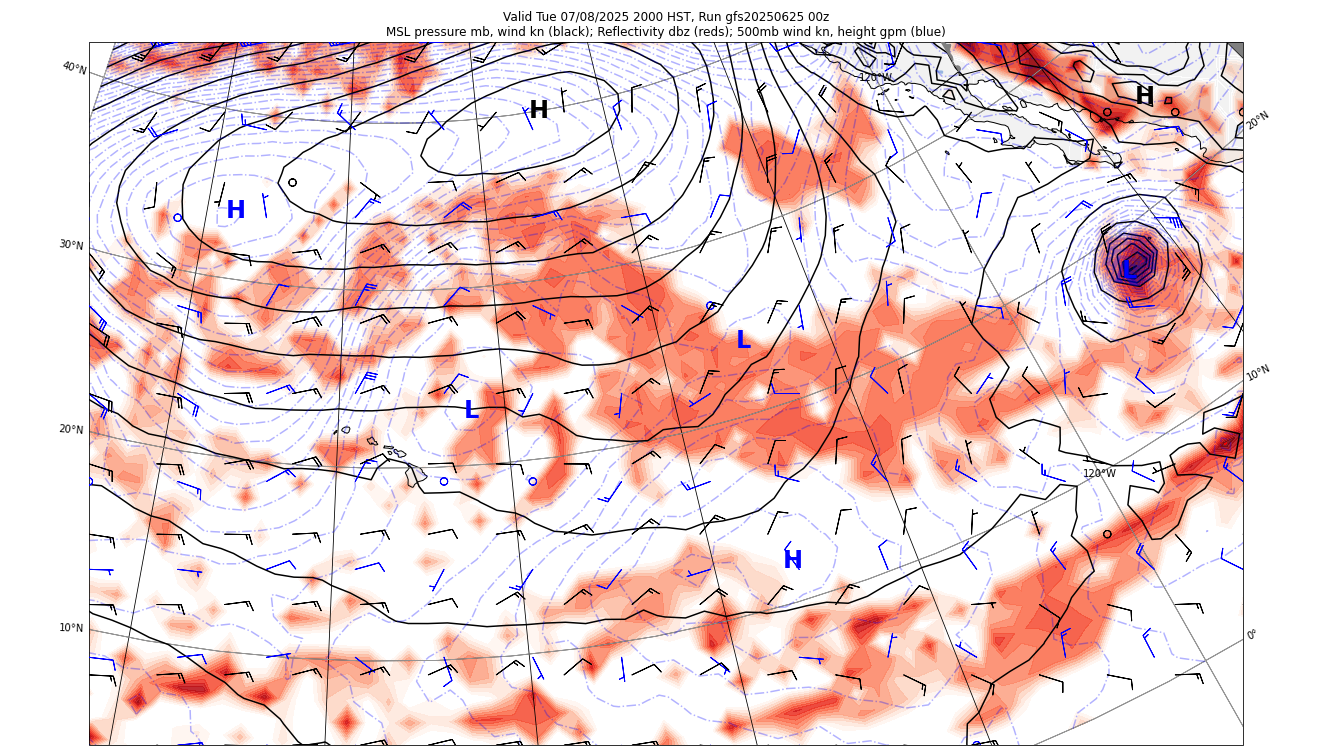 Valid Tue 07/08/2025 2000 HST, Run gfs20250625 00z
MSL pressure mb, wind kn (black); Reflectivity dbz (reds); 500mb wind kn, height gpm (blue)
40°N
120°W
H
H
20°N
H
30°N
L
L
10°N
L
20°N
120°W
H
10°N
0°